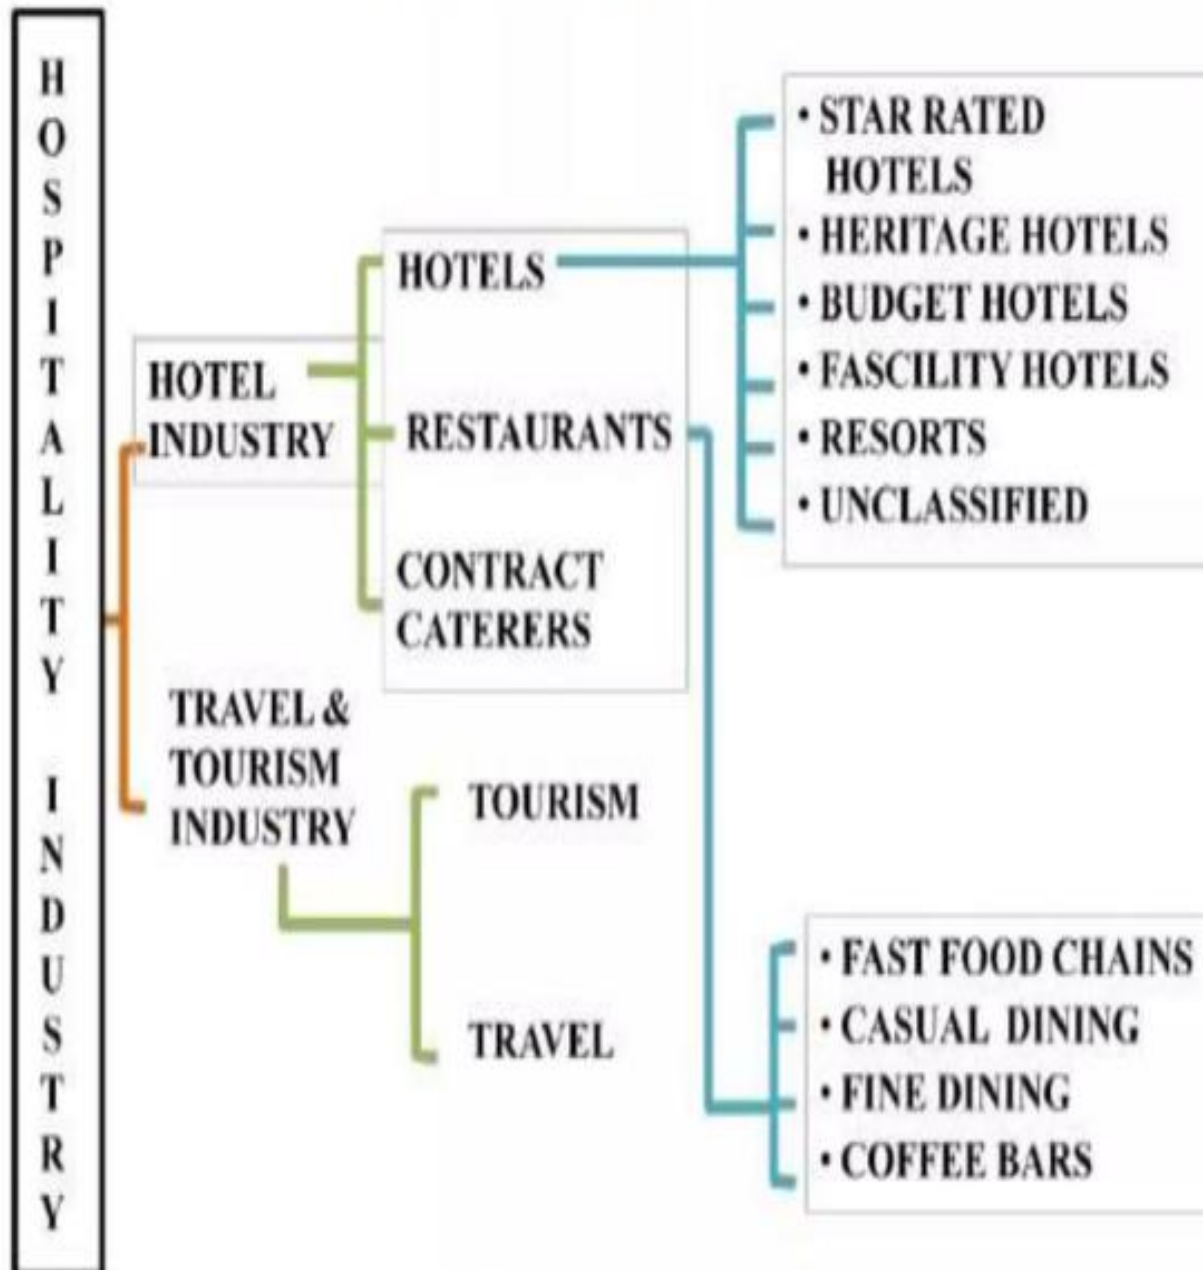 HOSPITALITY INDUSTRY
HOTEL
INDUSTRY
HOTELS
RESTAURANTS
CONTRACT
CATERERS
• STAR RATED
HOTELS
• HERITAGE HOTELS
• BUDGET HOTELS
• FASCILITY HOTELS
• RESORTS
• UNCLASSIFIED
TRAVEL &
TOURISM
INDUSTRY
TOURISM
TRAVEL
• FAST FOOD CHAINS
• CASUAL DINING
• FINE DINING
• COFFEE BARS